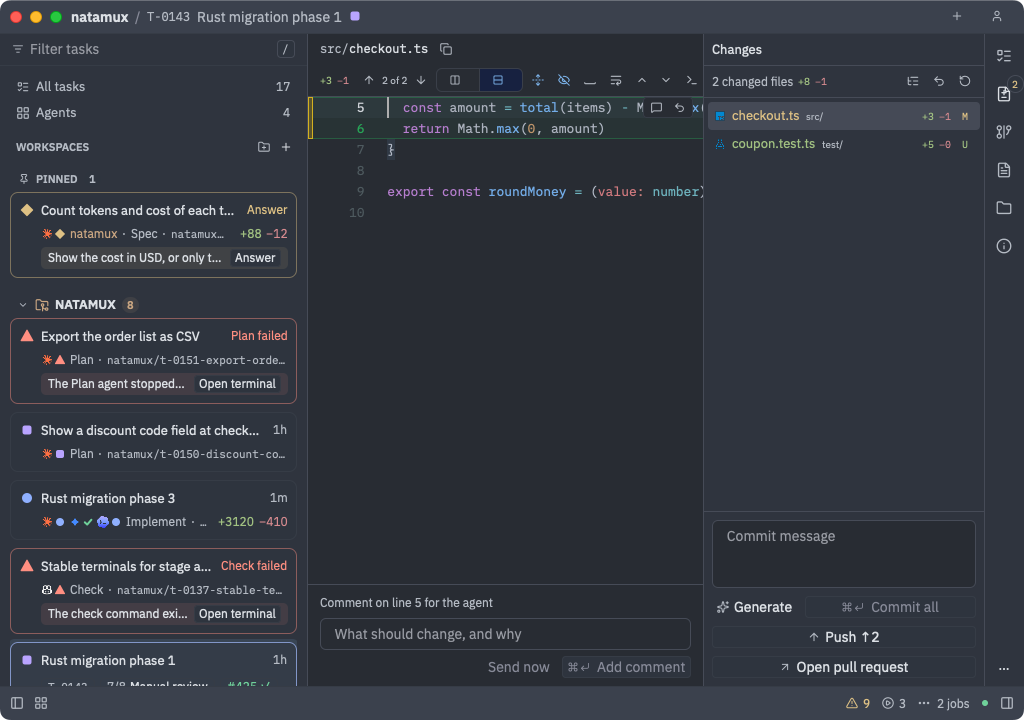 natamux / T-0143 Rust migration phase 1
Filter tasks /
All tasks 17
Agents 4
WORKSPACES
PINNED 1
Count tokens and cost of each t... Answer
natamux · Spec · natamux... +88 −12
Show the cost in USD, or only t... Answer
NATAMUX 8
Export the order list as CSV Plan failed
Plan · natamux/t-0151-export-orde...
The Plan agent stopped... Open terminal
Show a discount code field at check... 1h
Plan · natamux/t-0150-discount-co...
Rust migration phase 3 1m
Implement · ... +3120 −410
Stable terminals for stage a... Check failed
Check · natamux/t-0137-stable-te...
The check command exi... Open terminal
Rust migration phase 1 1h
T-0143 7/8 Manual review
src/checkout.ts
+3 −1 2 of 2
5 const amount = total(items) - M x(
6 return Math.max(0, amount)
7 }
8
9 export const roundMoney = (value: number)
10
Comment on line 5 for the agent
What should change, and why
Send now ⌘↵ Add comment
Changes
2 changed files +8 −1
checkout.ts src/ +3 −1 M
coupon.test.ts test/ +5 −0 U
Commit message
Generate ⌘↵ Commit all
↑ Push ↑2
↗ Open pull request
2
9 3 ··· 2 jobs